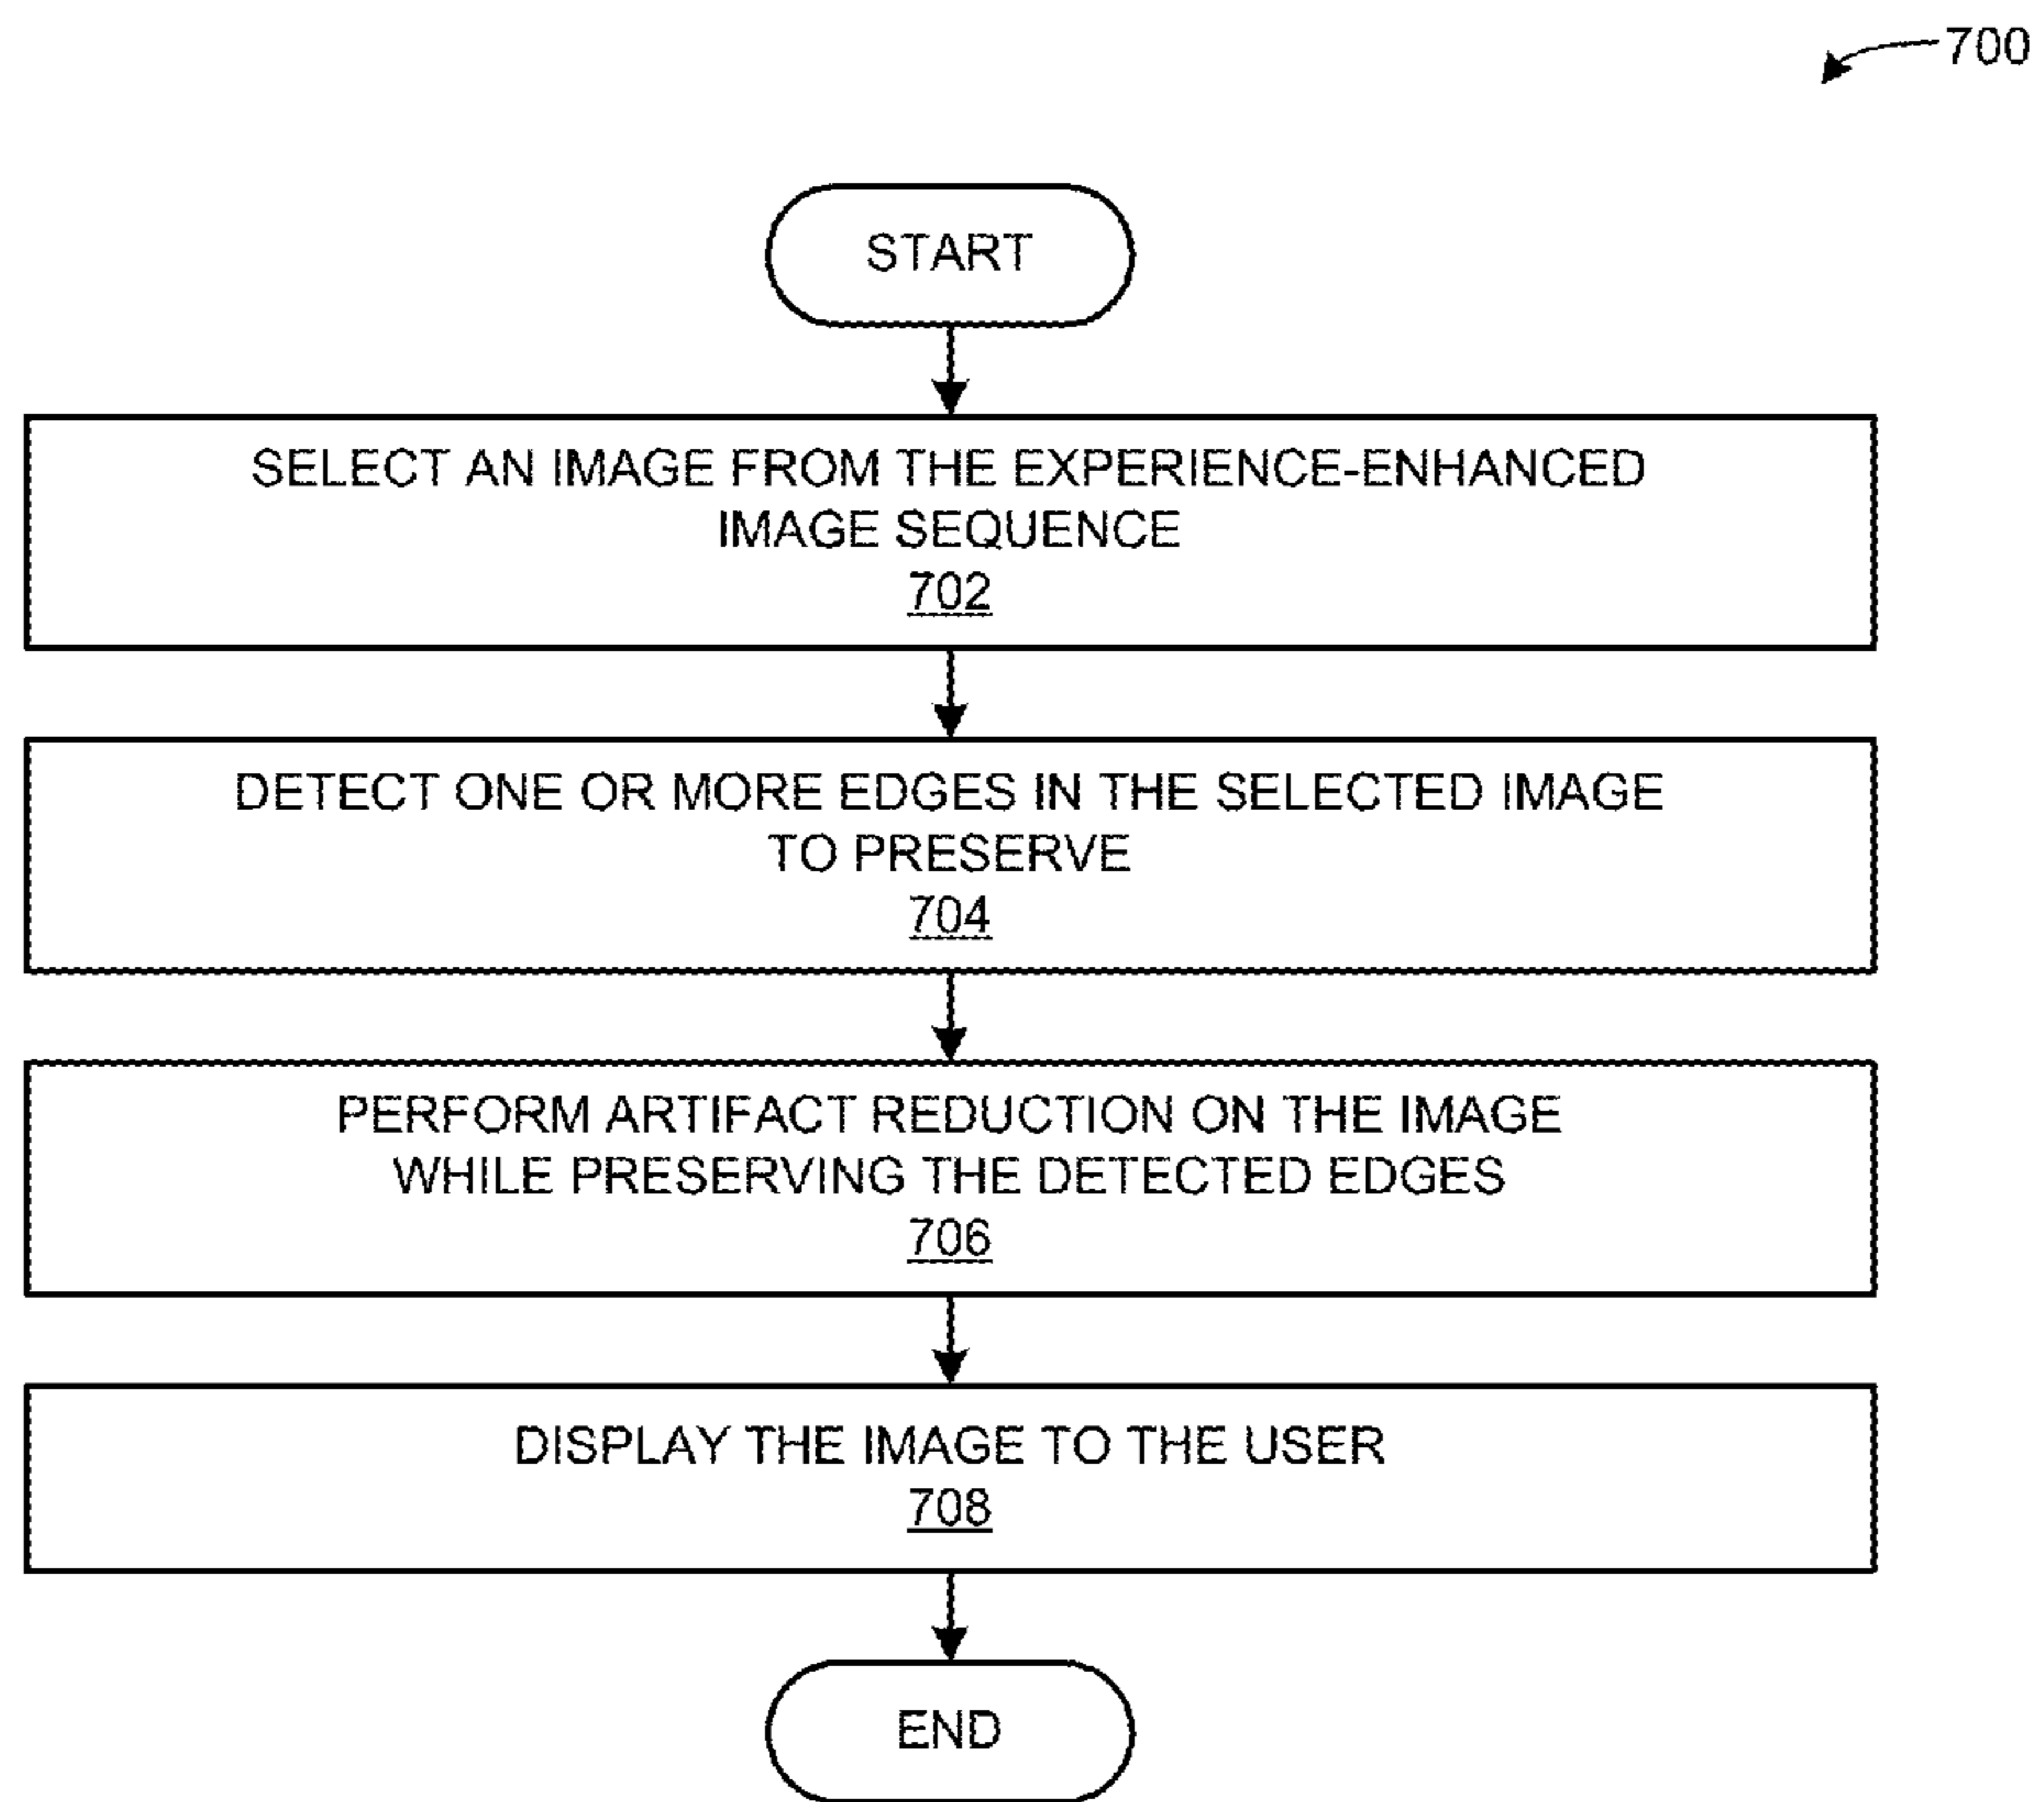 700
START
SELECT AN IMAGE FROM THE EXPERIENCE-ENHANCED
IMAGE SEQUENCE
702
DETECT ONE OR MORE EDGES IN THE SELECTED IMAGE
TO PRESERVE
704
PERFORM ARTIFACT REDUCTION ON THE IMAGE
WHILE PRESERVING THE DETECTED EDGES
706
DISPLAY THE IMAGE TO THE USER
708
END